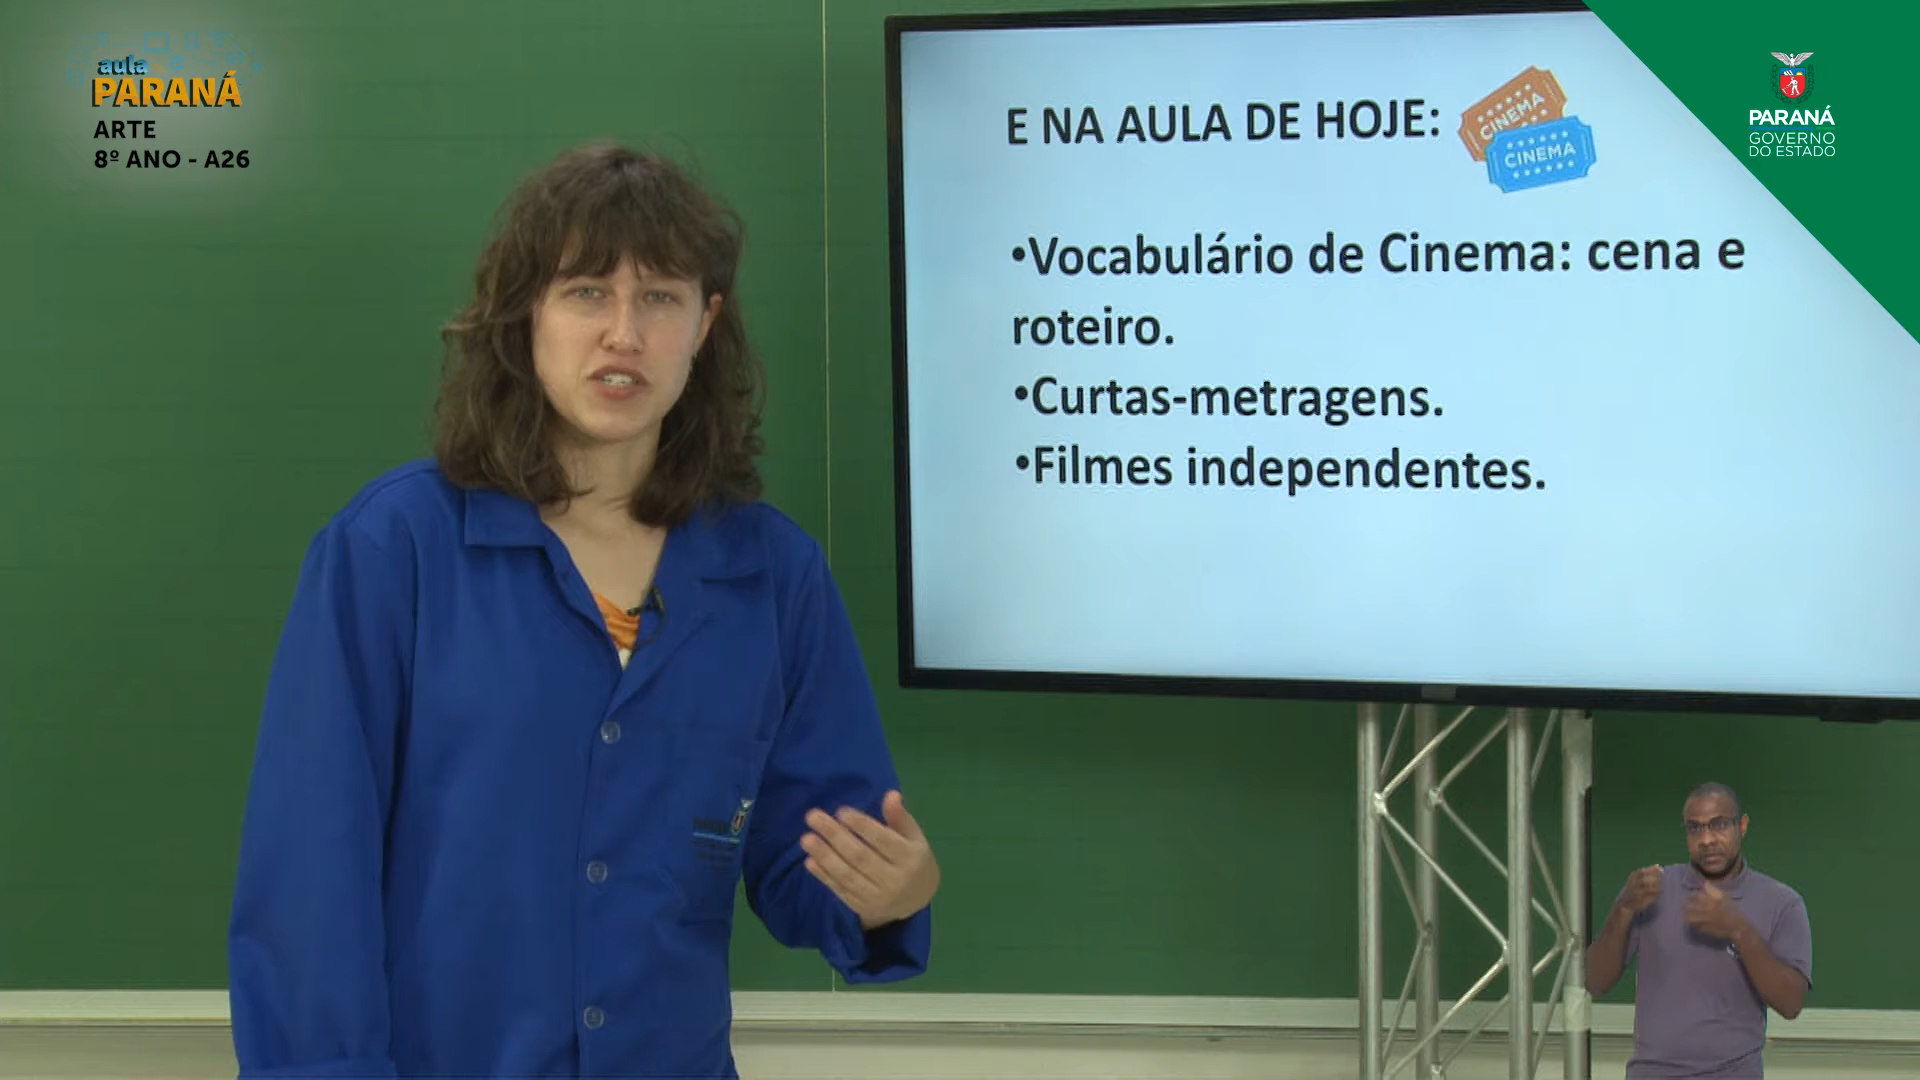 aula
PARANÁ
ARTE
8º ANO - A26
E NA AULA DE HOJE:
CINEMA
CINEMA
•Vocabulário de Cinema: cena e
roteiro.
•Curtas-metragens.
•Filmes independentes.
PARANÁ
GOVERNO
DO ESTADO